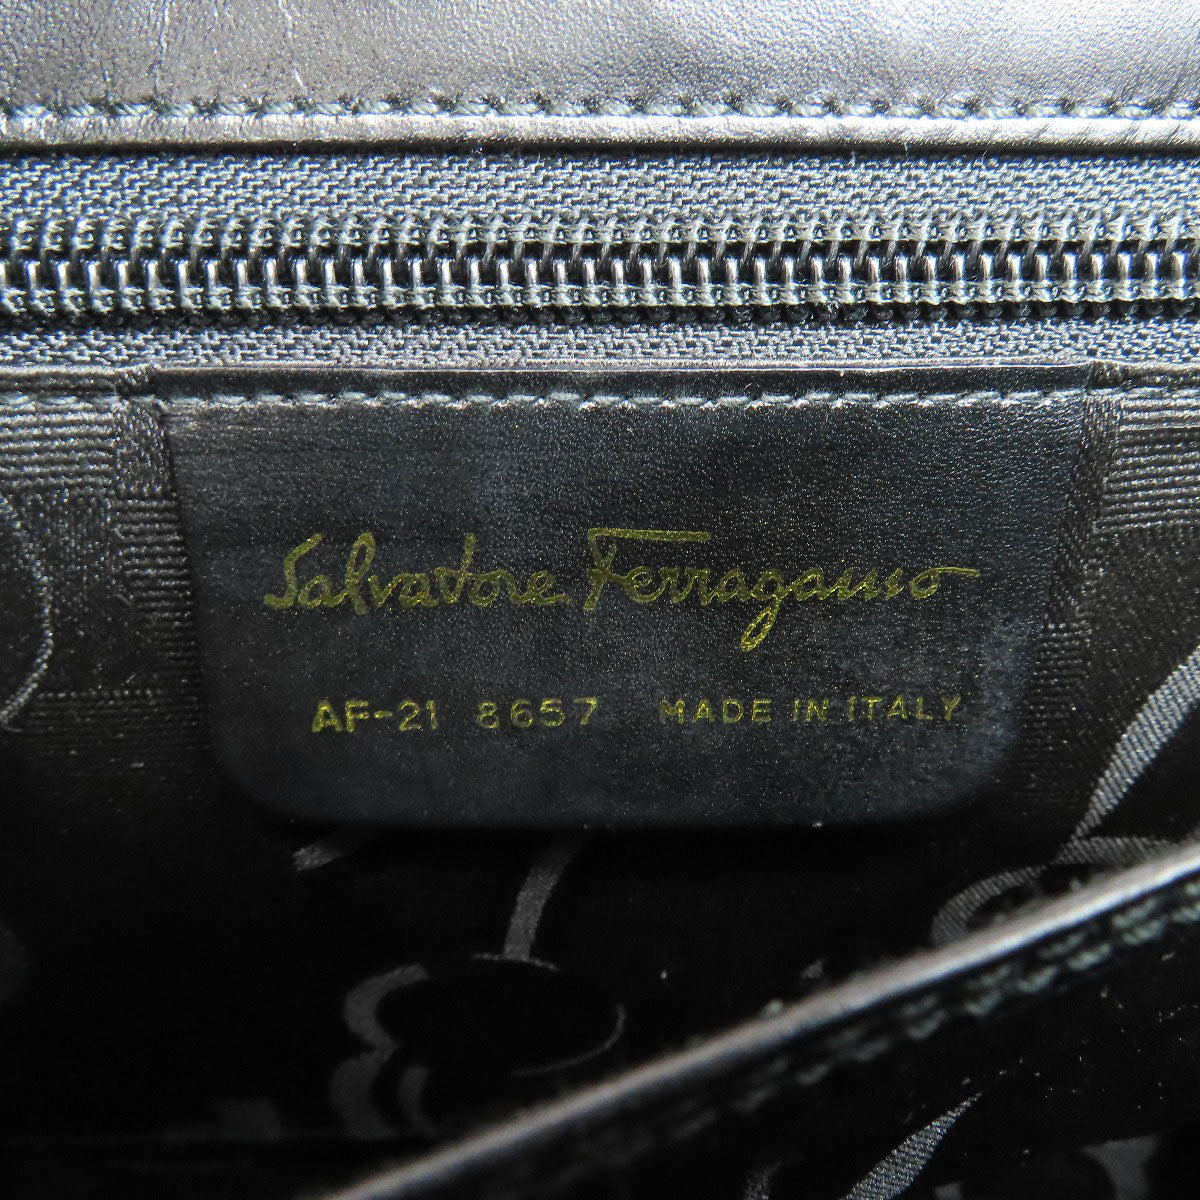 Salvatore Ferragamo
AF-21 8657 MADE IN ITALY